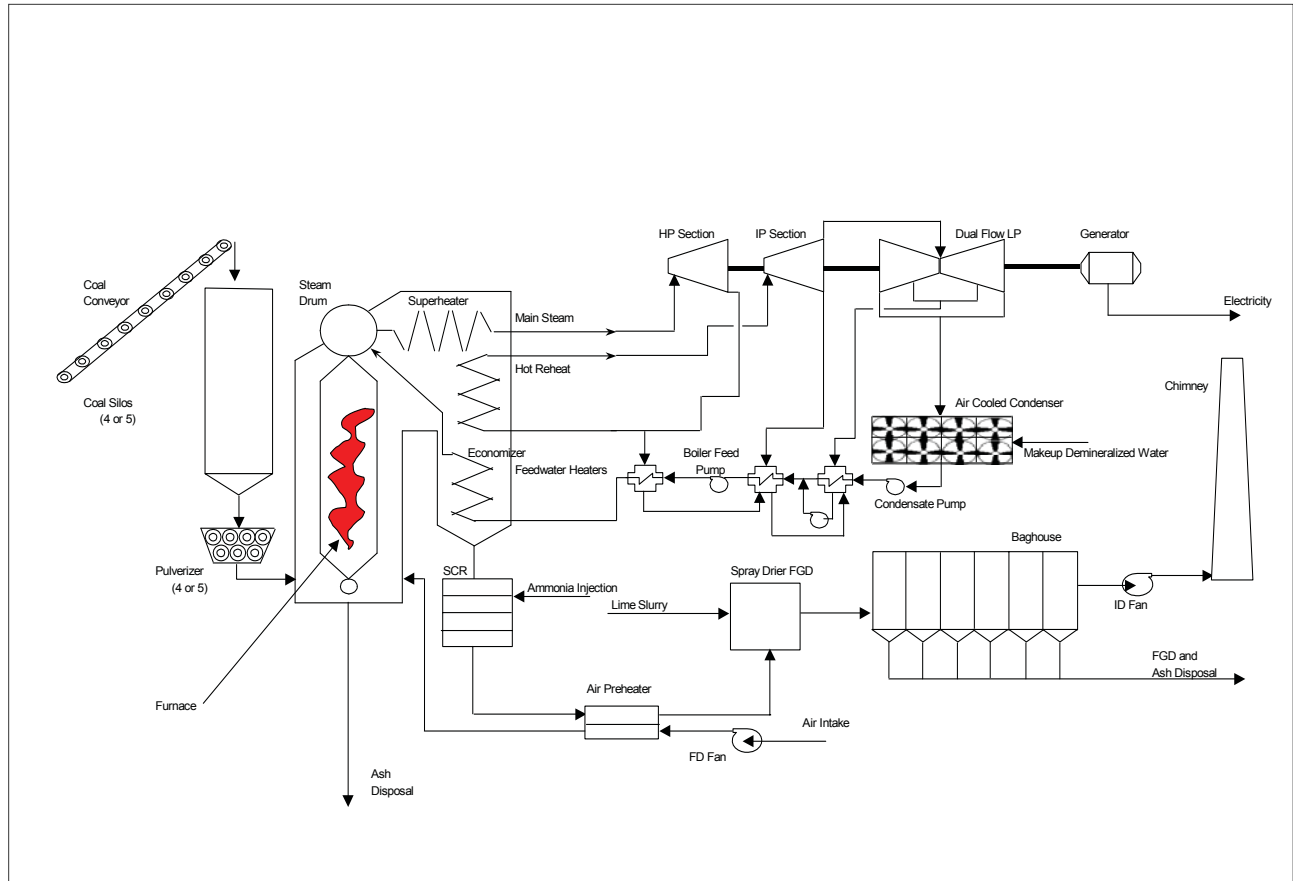 HP Section
IP Section
Dual Flow LP
Generator
Coal
Conveyor
Steam
Drum
Superheater
Main Steam
Electricity
Hot Reheat
Chimney
Coal Silos
(4 or 5)
Air Cooled Condenser
Economizer
Boiler Feed
Pump
Makeup Demineralized Water
Feedwater Heaters
Condensate Pump
Baghouse
Pulverizer
(4 or 5)
SCR
Ammonia Injection
Spray Drier FGD
Lime Slurry
ID Fan
FGD and
Ash Disposal
Air Preheater
Furnace
Air Intake
FD Fan
Ash
Disposal